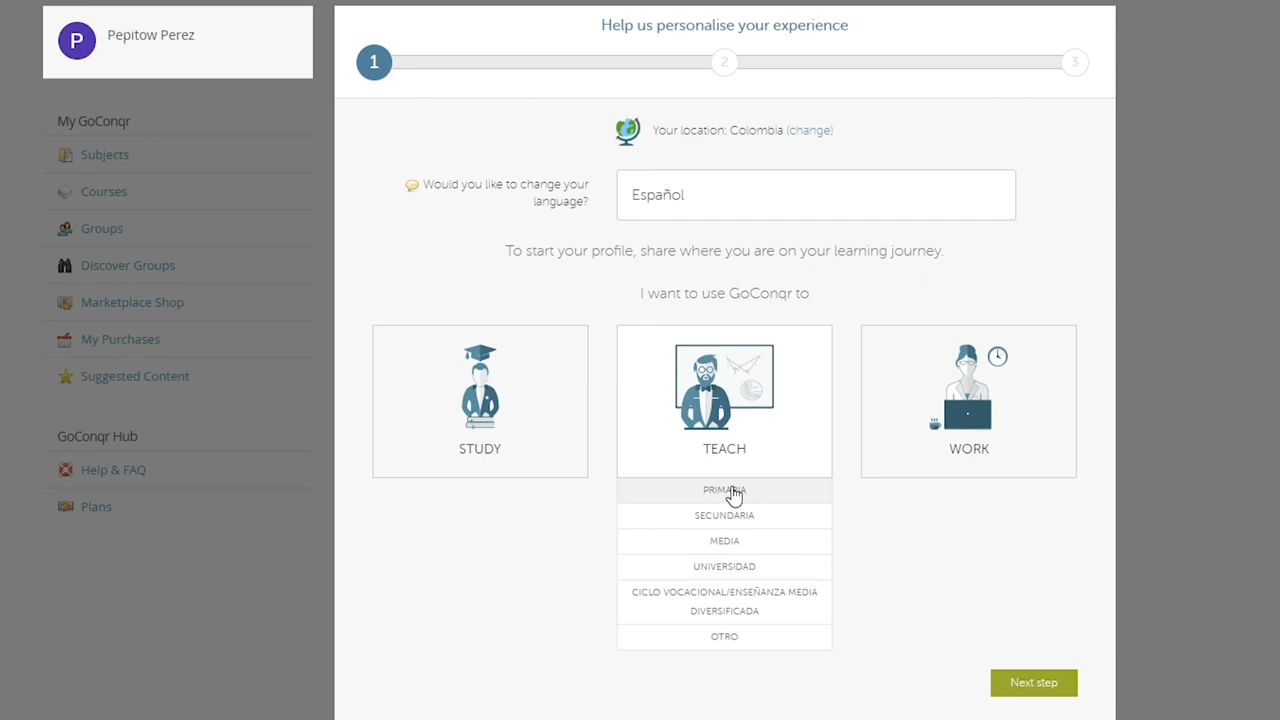 P
Pepitow Perez
My GoConqr
Subjects
Courses
Groups
Discover Groups
Marketplace Shop
My Purchases
Suggested Content
GoConqr Hub
Help & FAQ
Plans
Help us personalise your experience
1
2
3
Your location: Colombia (change)
Would you like to change your
language?
Español
To start your profile, share where you are on your learning journey.
I want to use GoConqr to
STUDY
TEACH
WORK
PRIMARIA
SECUNDARIA
MEDIA
UNIVERSIDAD
CICLO VOCACIONAL/ENSEÑANZA MEDIA
DIVERSIFICADA
OTRO
Next step